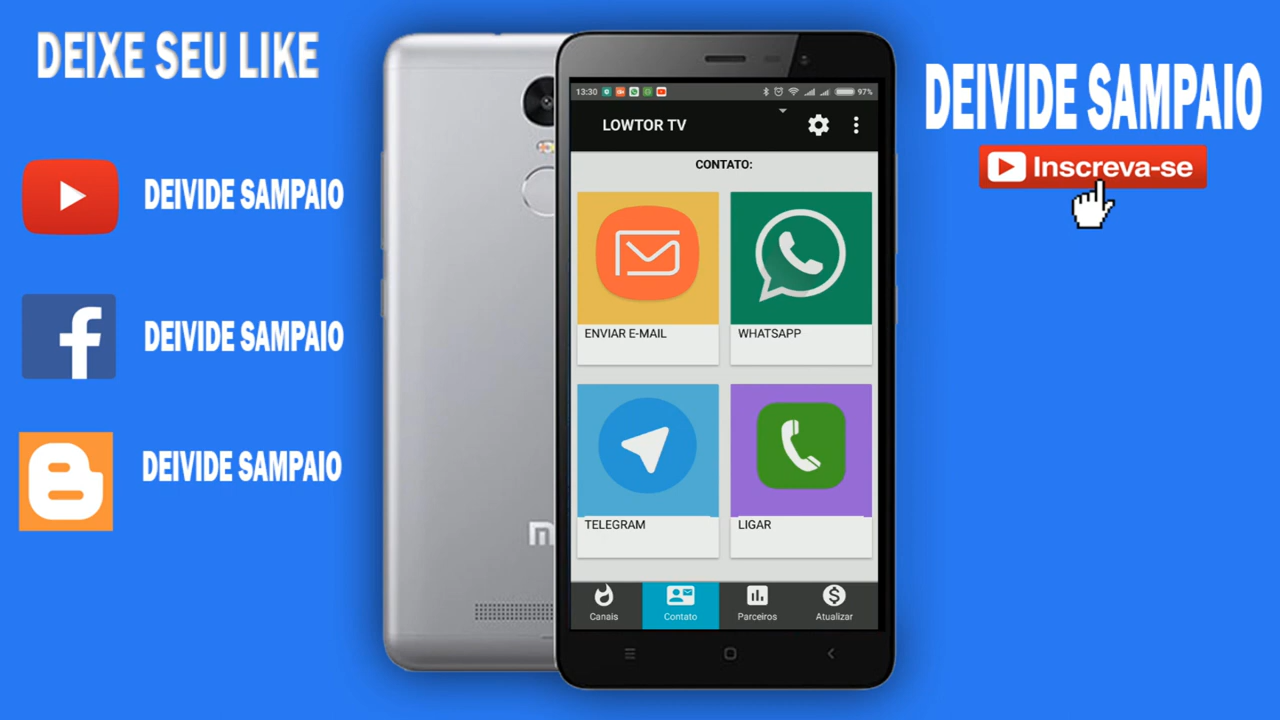 DEIXE SEU LIKE
DEIVIDE SAMPAIO
DEIVIDE SAMPAIO
DEIVIDE SAMPAIO
13:30
97%
LOWTOR TV
CONTATO:
ENVIAR E-MAIL
WHATSAPP
TELEGRAM
LIGAR
Canais
Contato
Parceiros
Atualizar
DEIVIDE SAMPAIO
Inscreva-se